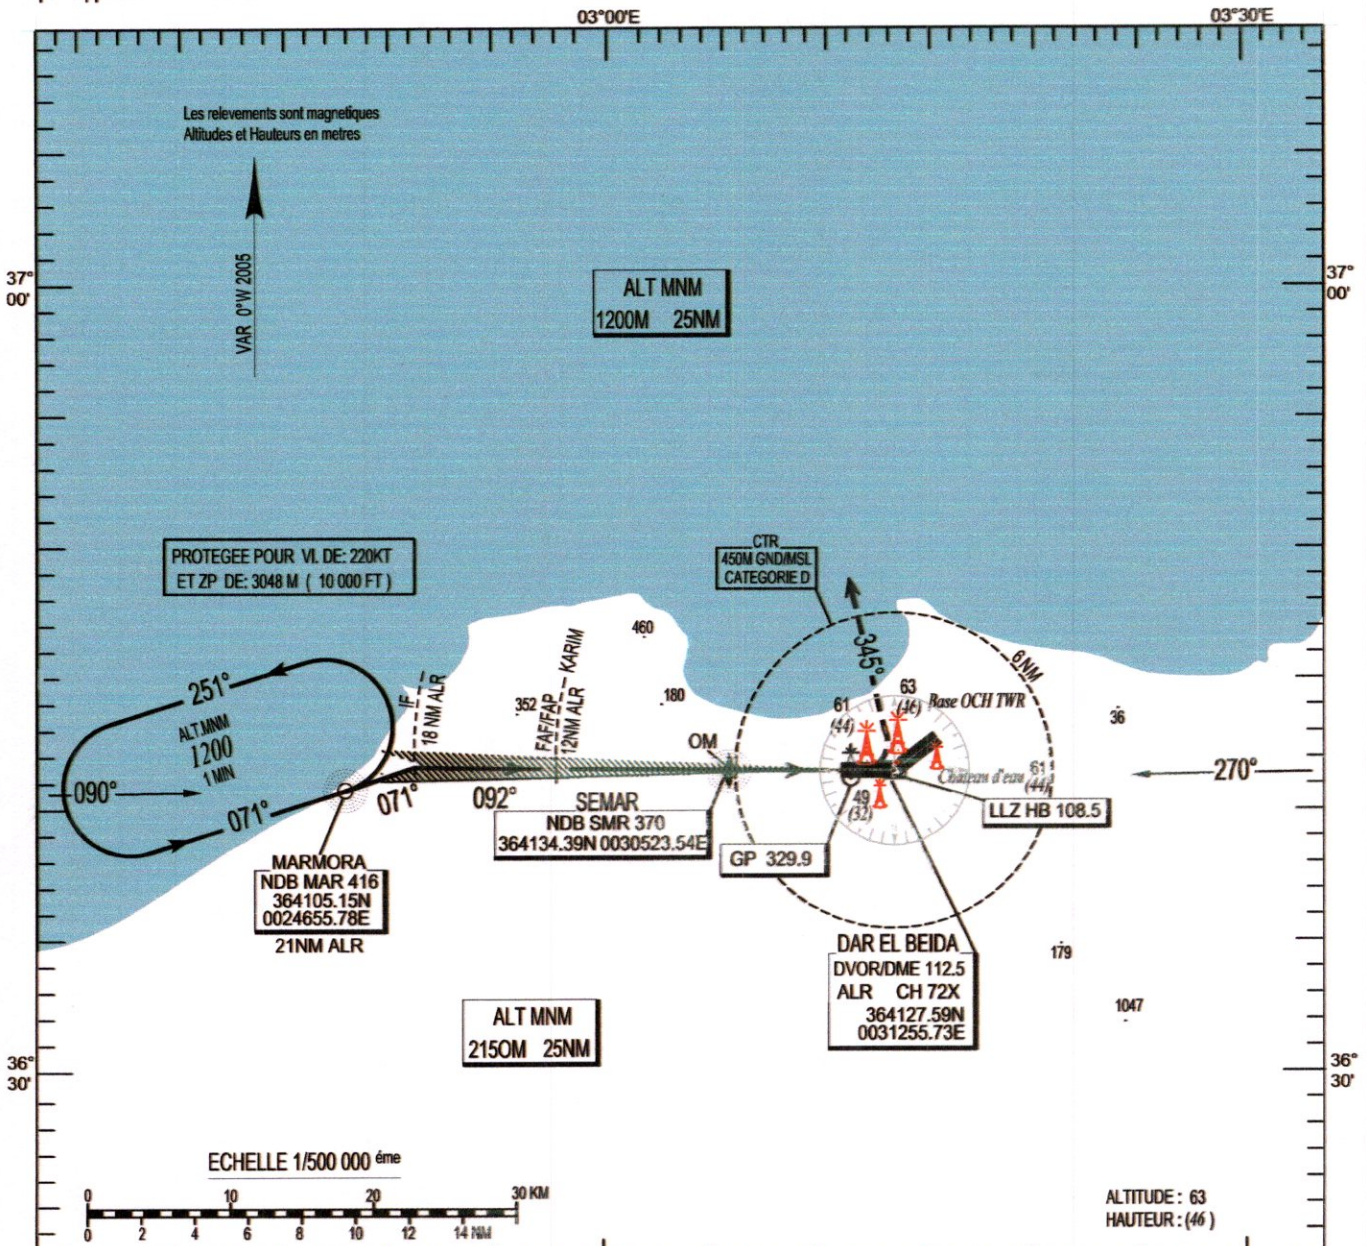 03°00'E
03°30'E
Les relevements sont magnetiques
Altitudes et Hauteurs en metres
VAR 0°W 2005
37°
00'
37°
00'
ALT MNM
1200M 25NM
PROTEGEE POUR VI. DE: 220KT
ET ZP DE: 3048 M ( 10 000 FT )
CTR
450M GND/MSL
CATEGORIE D
460
345°
6 NM
251°
ALT.MNM
1200
1 MIN
IF
18 NM ALR
352
FAF/FAP
12NM ALR
KARIM
180
61
(44)
63
(46)
Base OCH TWR
36
OM
090°
071°
071°
092°
Château d'eau
61
(44)
270°
49
(32)
LLZ HB 108.5
SEMAR
NDB SMR 370
364134.39N 0030523.54E
GP 329.9
MARMORA
NDB MAR 416
364105.15N
0024655.78E
21NM ALR
DAR EL BEIDA
DVOR/DME 112.5
ALR CH 72X
364127.59N
0031255.73E
179
1047
ALT MNM
215OM 25NM
36°
30'
36°
30'
ECHELLE 1/500 000 éme
0 10 20 30 KM
0 2 4 6 8 10 12 14 NM
ALTITUDE : 63
HAUTEUR : (46 )